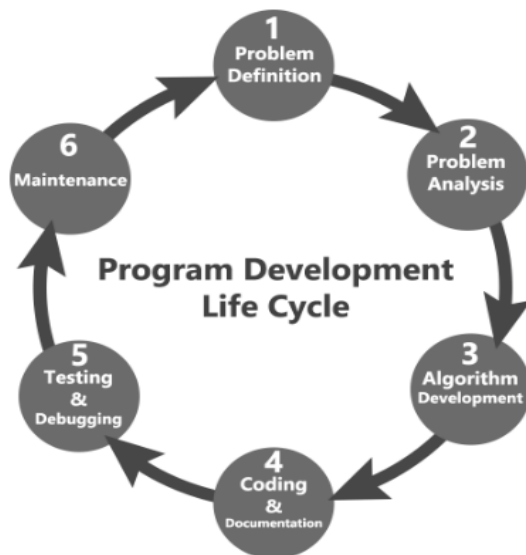 1
Problem
Definition
2
Problem
Analysis
3
Algorithm
Development
4
Coding
&
Documentation
5
Testing
&
Debugging
6
Maintenance
Program Development
Life Cycle